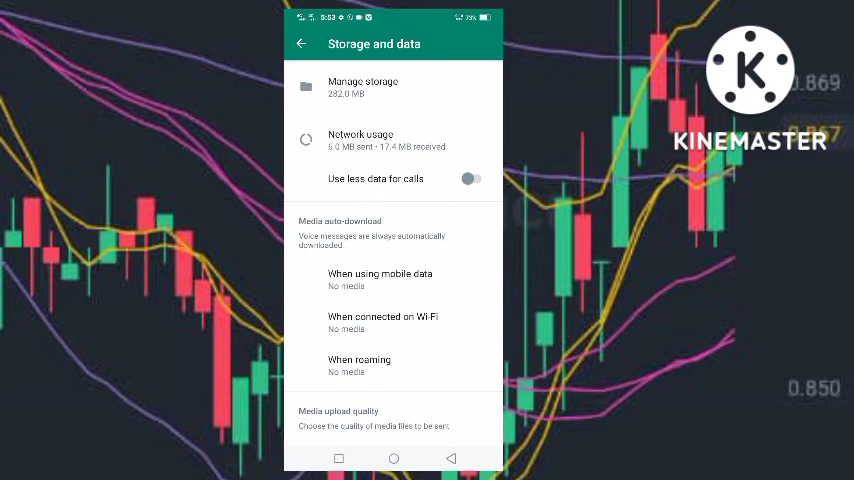 5:53
73%
Storage and data
Manage storage
282.0 MB
Network usage
6.0 MB sent • 17.4 MB received
Use less data for calls
Media auto-download
Voice messages are always automatically
downloaded
When using mobile data
No media
When connected on Wi-Fi
No media
When roaming
No media
Media upload quality
Choose the quality of media files to be sent
K
KINEMASTER
0.869
0.867
0.850